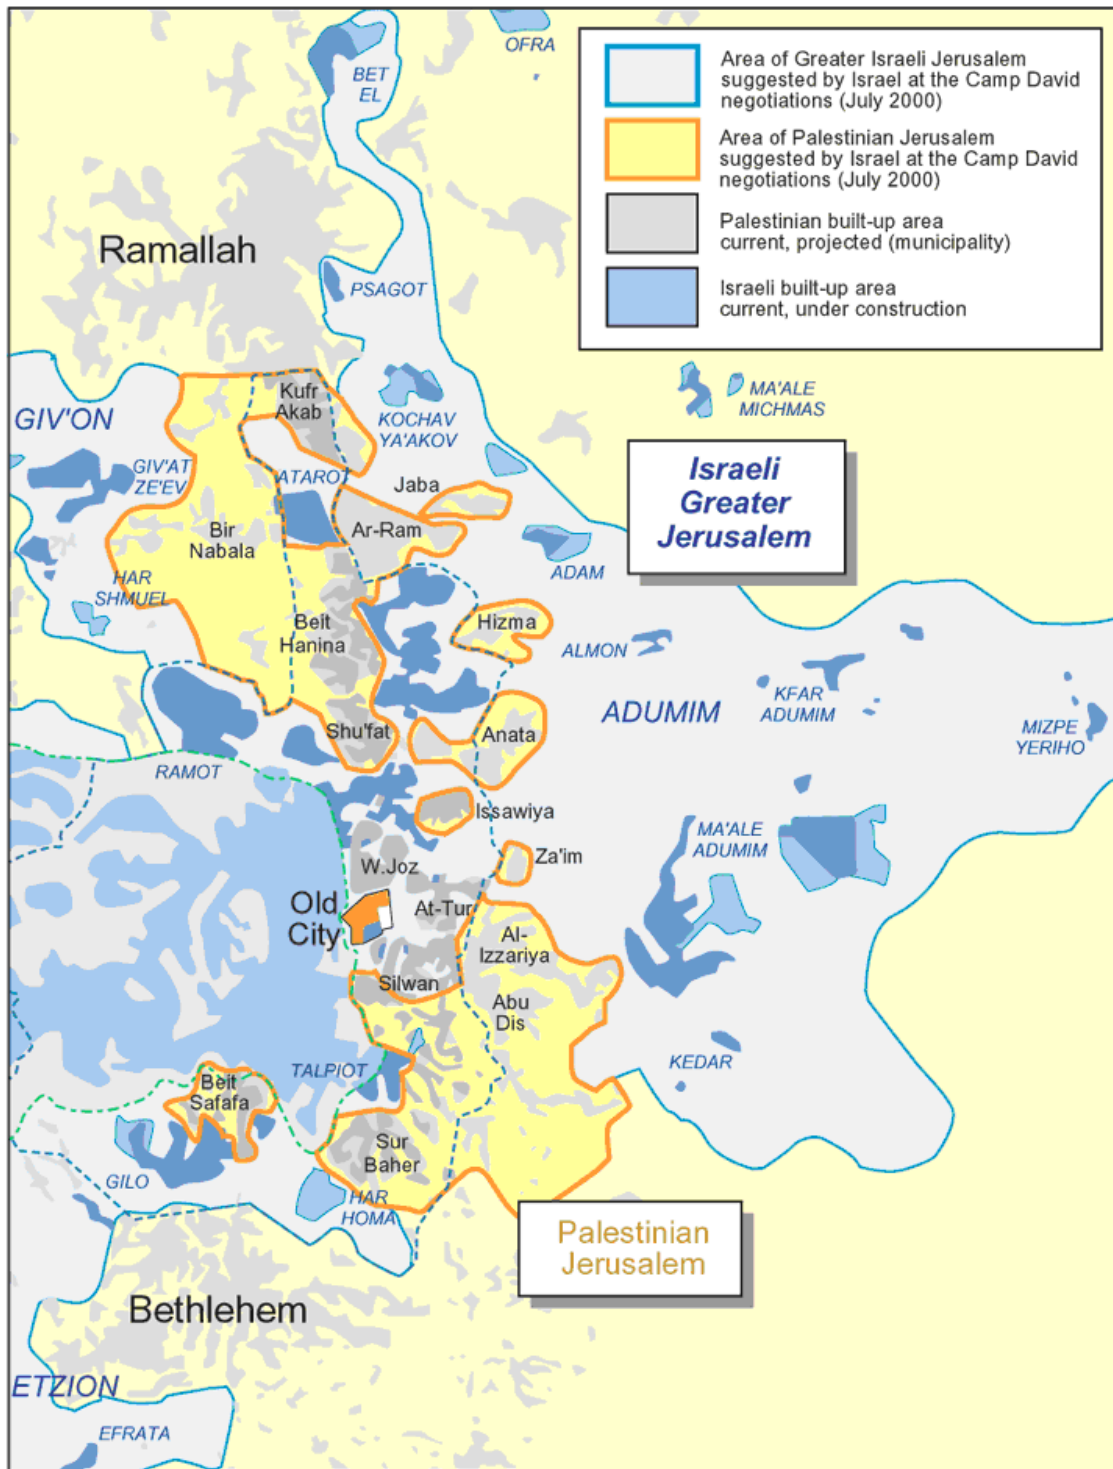 OFRA
BET
EL
Area of Greater Israeli Jerusalem
suggested by Israel at the Camp David
negotiations (July 2000)
Area of Palestinian Jerusalem
suggested by Israel at the Camp David
negotiations (July 2000)
Palestinian built-up area
current, projected (municipality)
Israeli built-up area
current, under construction
Ramallah
PSAGOT
Kufr
Akab
KOCHAV
YA'AKOV
MA'ALE
MICHMAS
GIV'ON
GIV'AT
ZE'EV
ATAROT
Jaba
Israeli
Greater
Jerusalem
Bir
Nabala
Ar-Ram
ADAM
HAR
SHMUEL
Beit
Hanina
Hizma
ALMON
KFAR
ADUMIM
ADUMIM
MIZPE
YERIHO
Shu'fat
Anata
RAMOT
Issawiya
MA'ALE
ADUMIM
W.Joz
Za'im
Old
City
At-Tur
Al-
Izzariya
Silwan
Abu
Dis
TALPIOT
KEDAR
Beit
Safafa
Sur
Baher
GILO
HAR
HOMA
Palestinian
Jerusalem
Bethlehem
ETZION
EFRATA